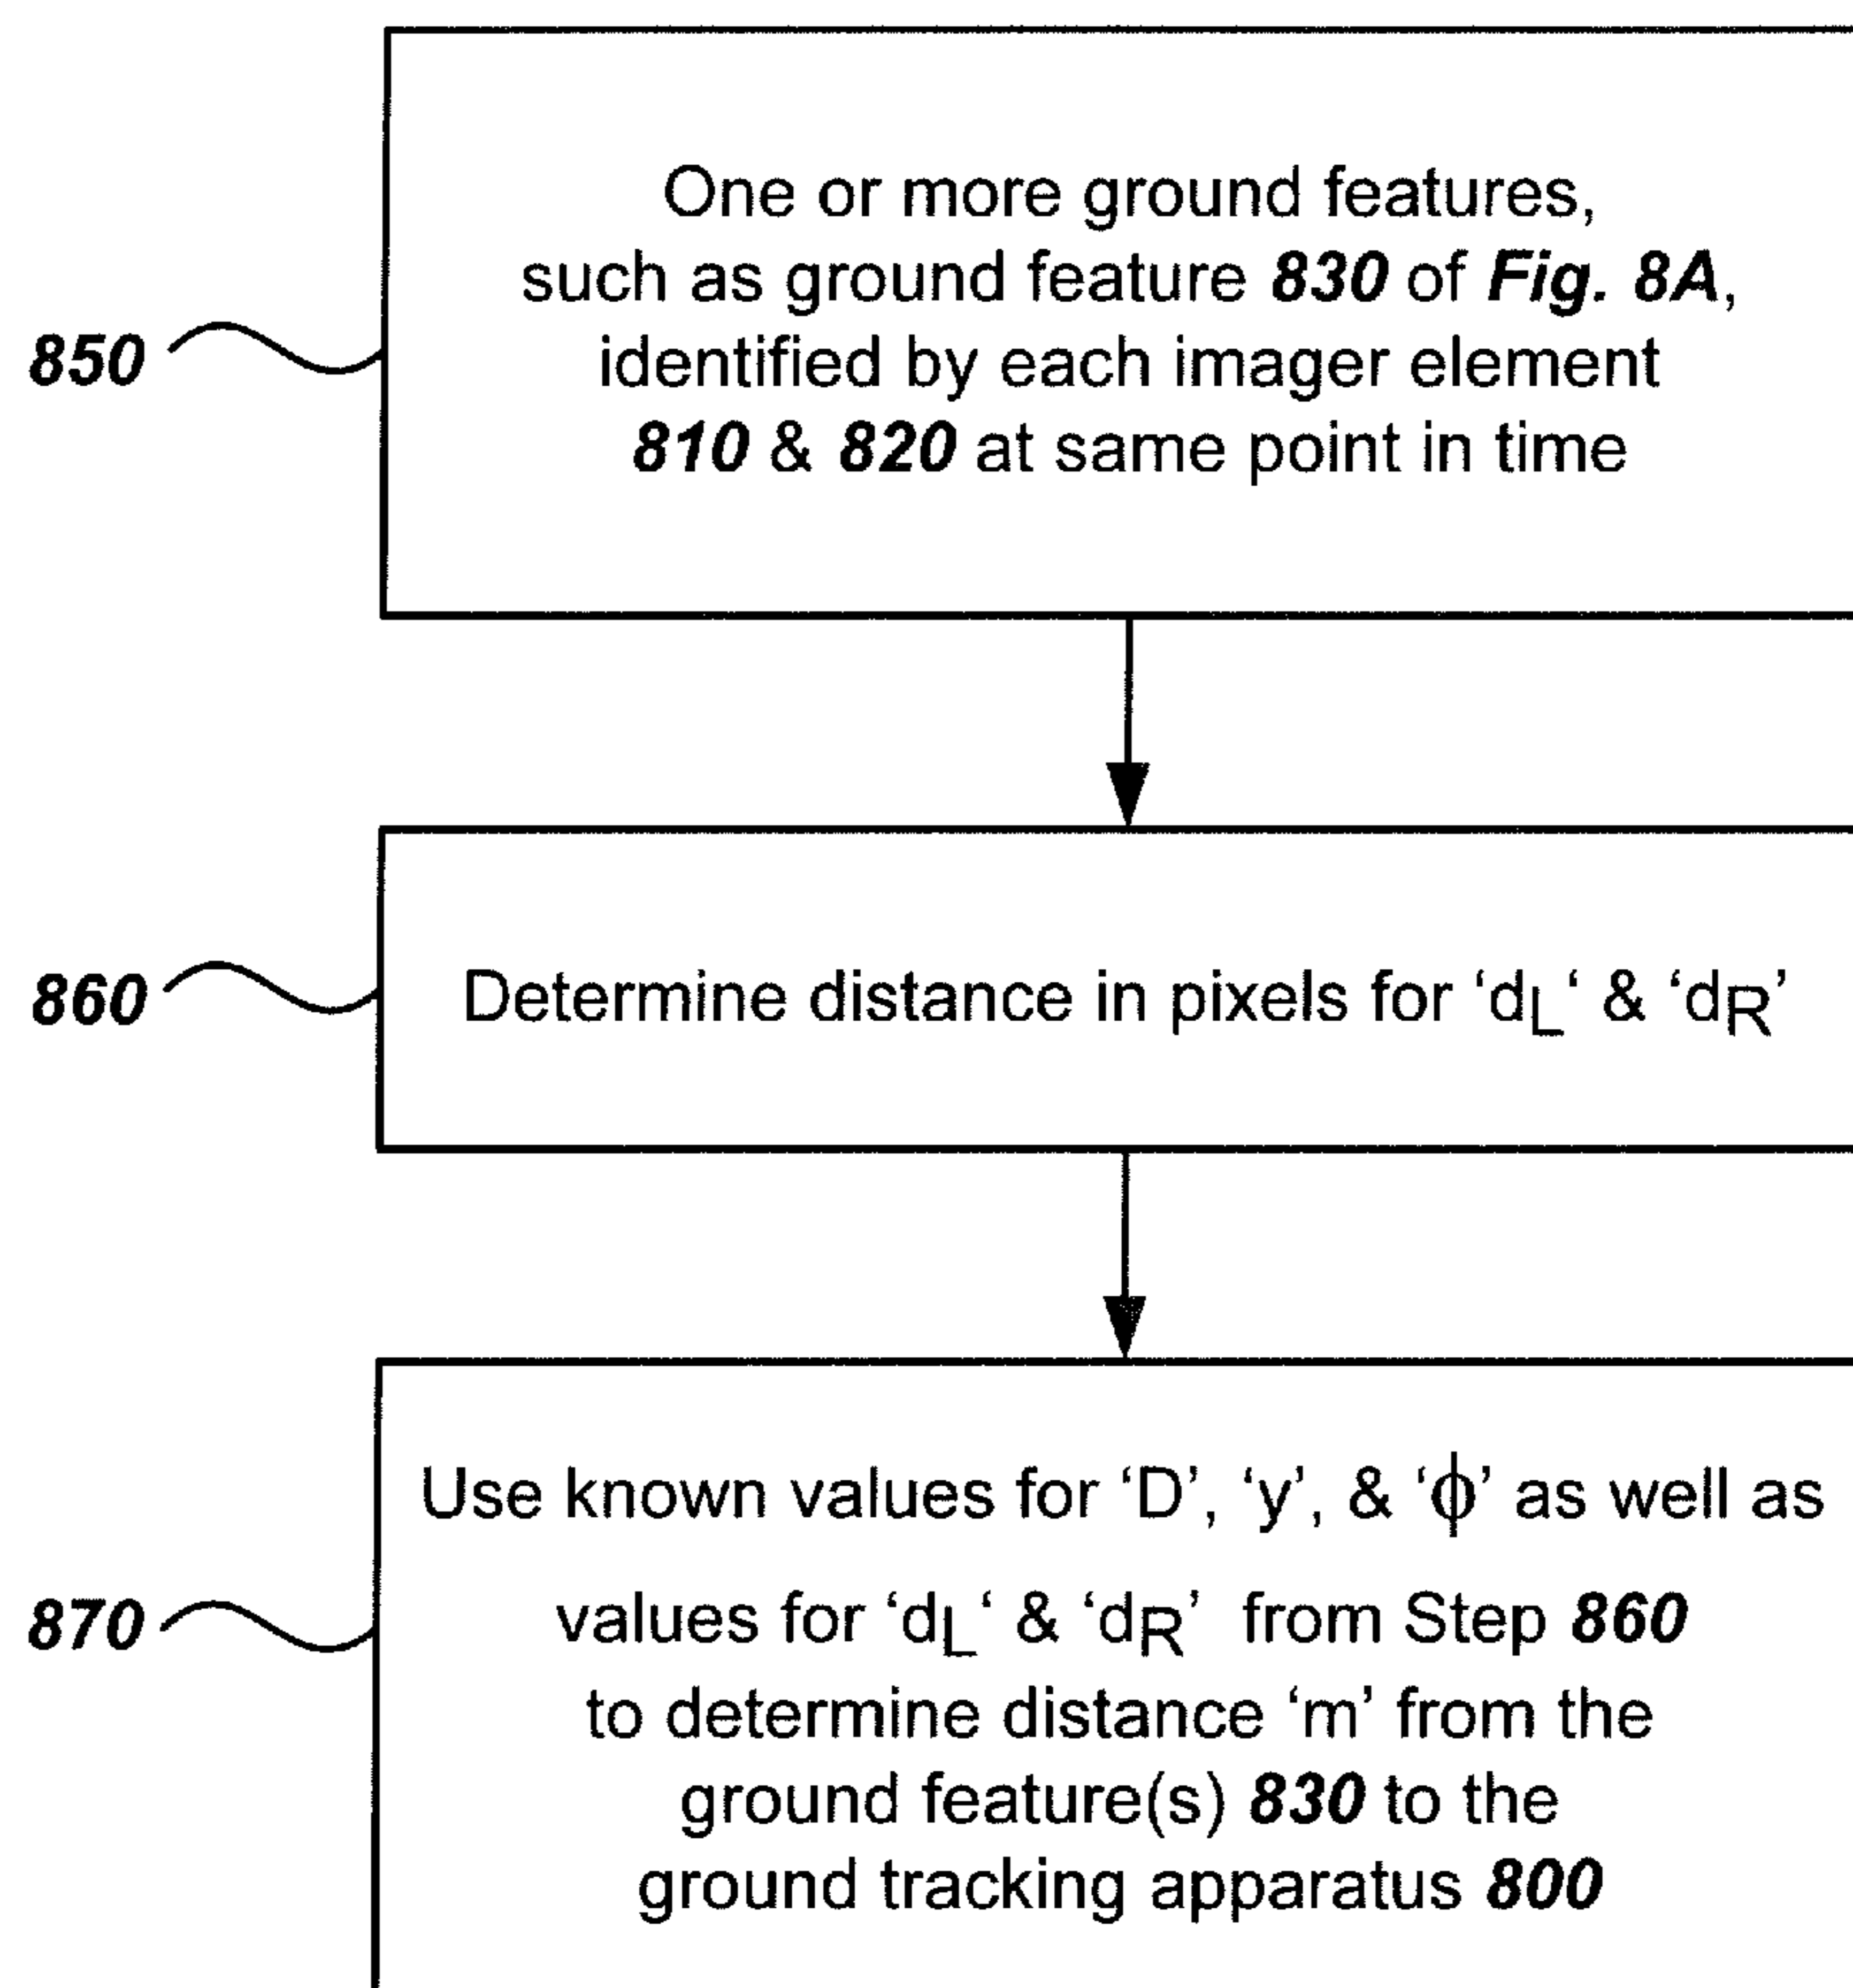 One or more ground features,
such as ground feature 830 of Fig. 8A,
850
identified by each imager element
810 & 820 at same point in time
860
Determine distance in pixels for ‘dL‘ & ‘dR’
Use known values for ‘D’, ‘y’, & ‘ϕ’ as well as
870
values for ‘dL‘ & ‘dR’ from Step 860
to determine distance ‘m’ from the
ground feature(s) 830 to the
ground tracking apparatus 800